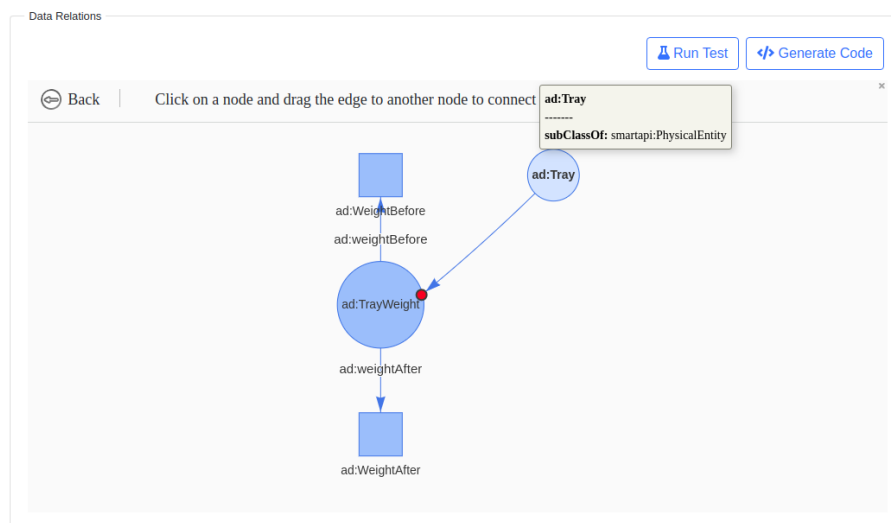 Data Relations
Run Test
Generate Code
Back
Click on a node and drag the edge to another node to connect
ad:Tray
-------
subClassOf: smartapi:PhysicalEntity
ad:Tray
ad:WeightBefore
ad:weightBefore
ad:TrayWeight
ad:weightAfter
ad:WeightAfter